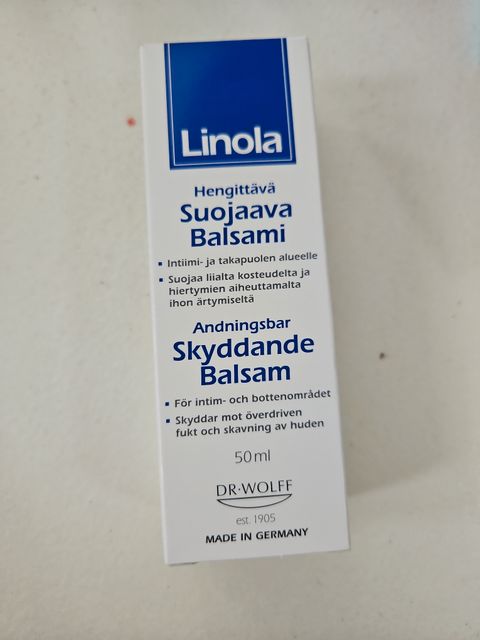 Linola
Hengittävä
Suojaava
Balsami
▪ Intiimi- ja takapuolen alueelle
▪ Suojaa liialta kosteudelta ja
hiertymien aiheuttamalta
ihon ärtymiseltä
Andningsbar
Skyddande
Balsam
▪ För intim- och bottenområdet
▪ Skyddar mot överdriven
fukt och skavning av huden
50 ml
DR·WOLFF
est. 1905
MADE IN GERMANY